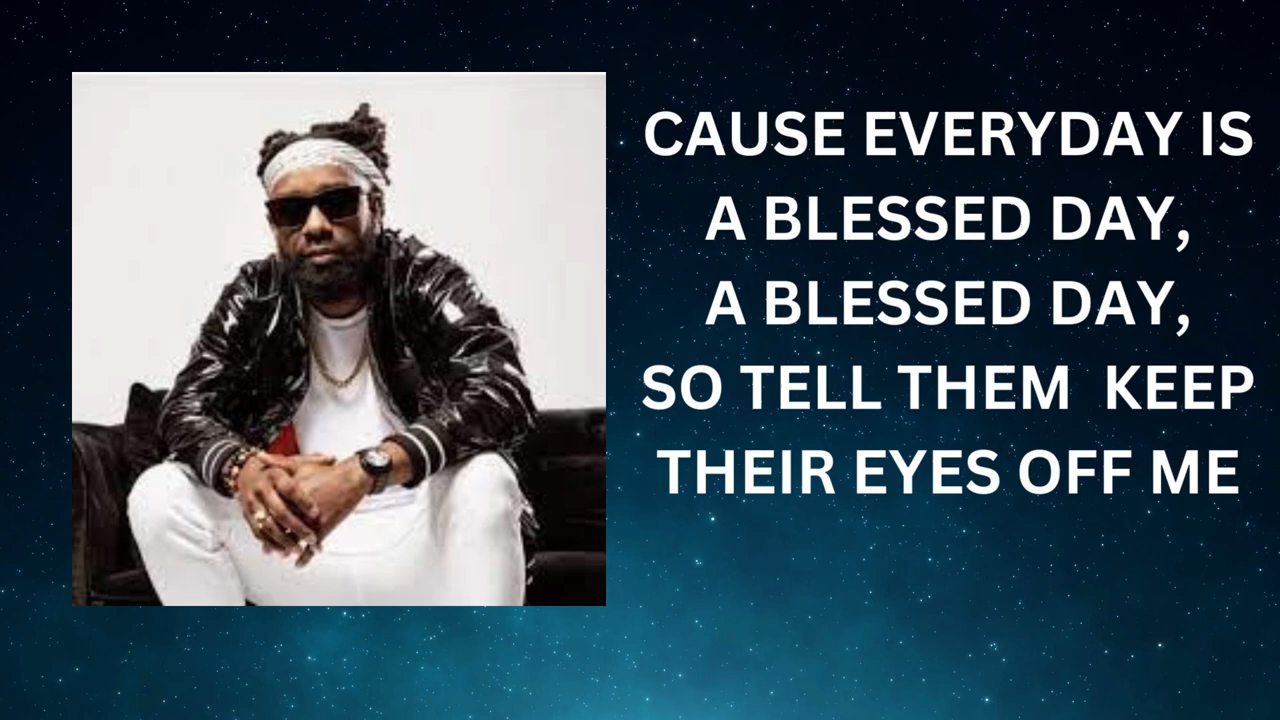 CAUSE EVERYDAY IS
A BLESSED DAY,
A BLESSED DAY,
SO TELL THEM  KEEP
THEIR EYES OFF ME